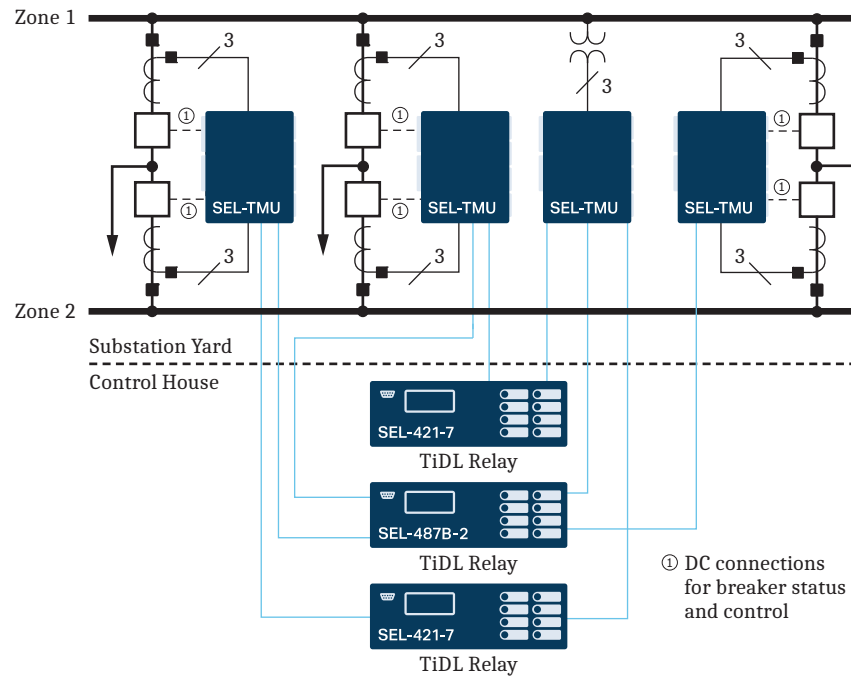 Zone 1
3
3
3
3
①
①
①
①
①
①
SEL-TMU
SEL-TMU
SEL-TMU
SEL-TMU
3
3
3
Zone 2
Substation Yard
Control House
SEL-421-7
TiDL Relay
SEL-487B-2
TiDL Relay
① DC connections
for breaker status
and control
SEL-421-7
TiDL Relay